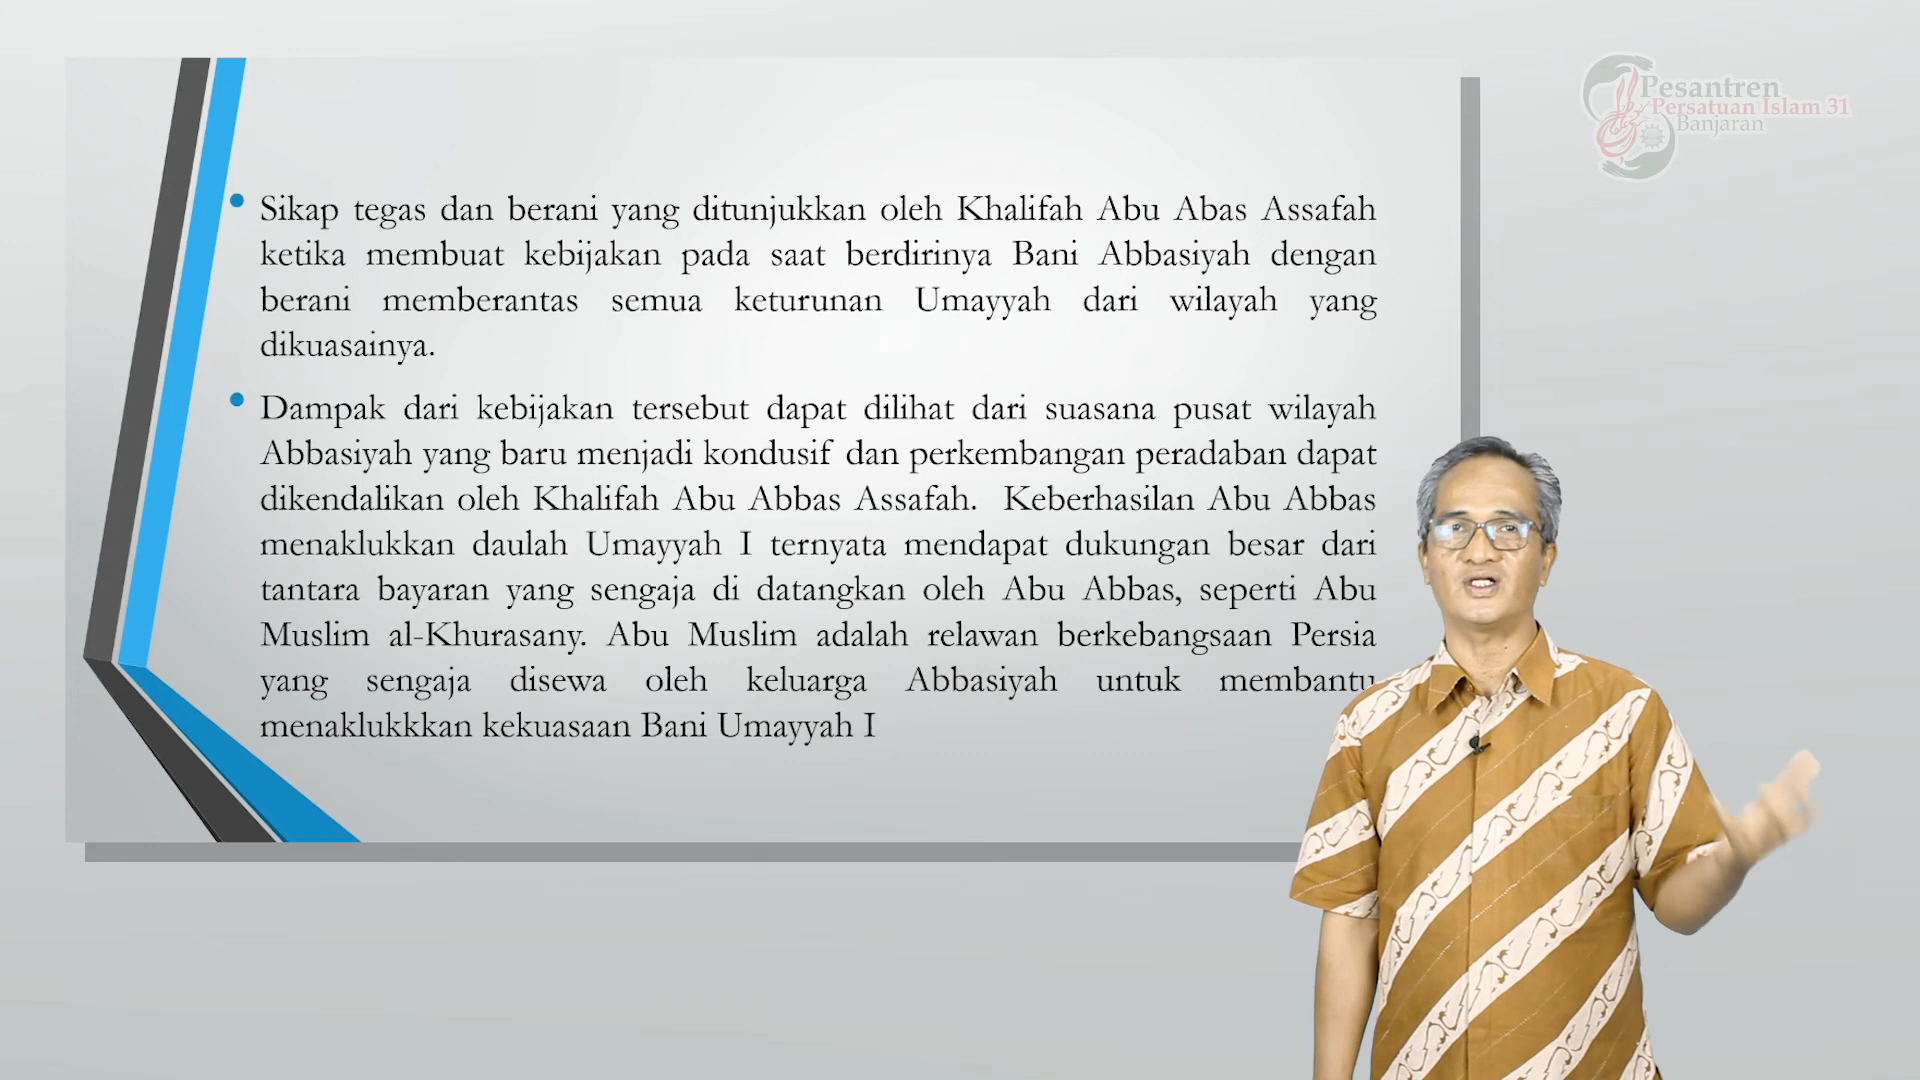 Pesantren
Persatuan Islam 31
Banjaran
Sikap tegas dan berani yang ditunjukkan oleh Khalifah Abu Abas Assafah
ketika membuat kebijakan pada saat berdirinya Bani Abbasiyah dengan
berani memberantas semua keturunan Umayyah dari wilayah yang
dikuasainya.
Dampak dari kebijakan tersebut dapat dilihat dari suasana pusat wilayah
Abbasiyah yang baru menjadi kondusif dan perkembangan peradaban dapat
dikendalikan oleh Khalifah Abu Abbas Assafah. Keberhasilan Abu Abbas
menaklukkan daulah Umayyah I ternyata mendapat dukungan besar dari
tantara bayaran yang sengaja di datangkan oleh Abu Abbas, seperti Abu
Muslim al-Khurasany. Abu Muslim adalah relawan berkebangsaan Persia
yang sengaja disewa oleh keluarga Abbasiyah untuk membantu
menaklukkkan kekuasaan Bani Umayyah I